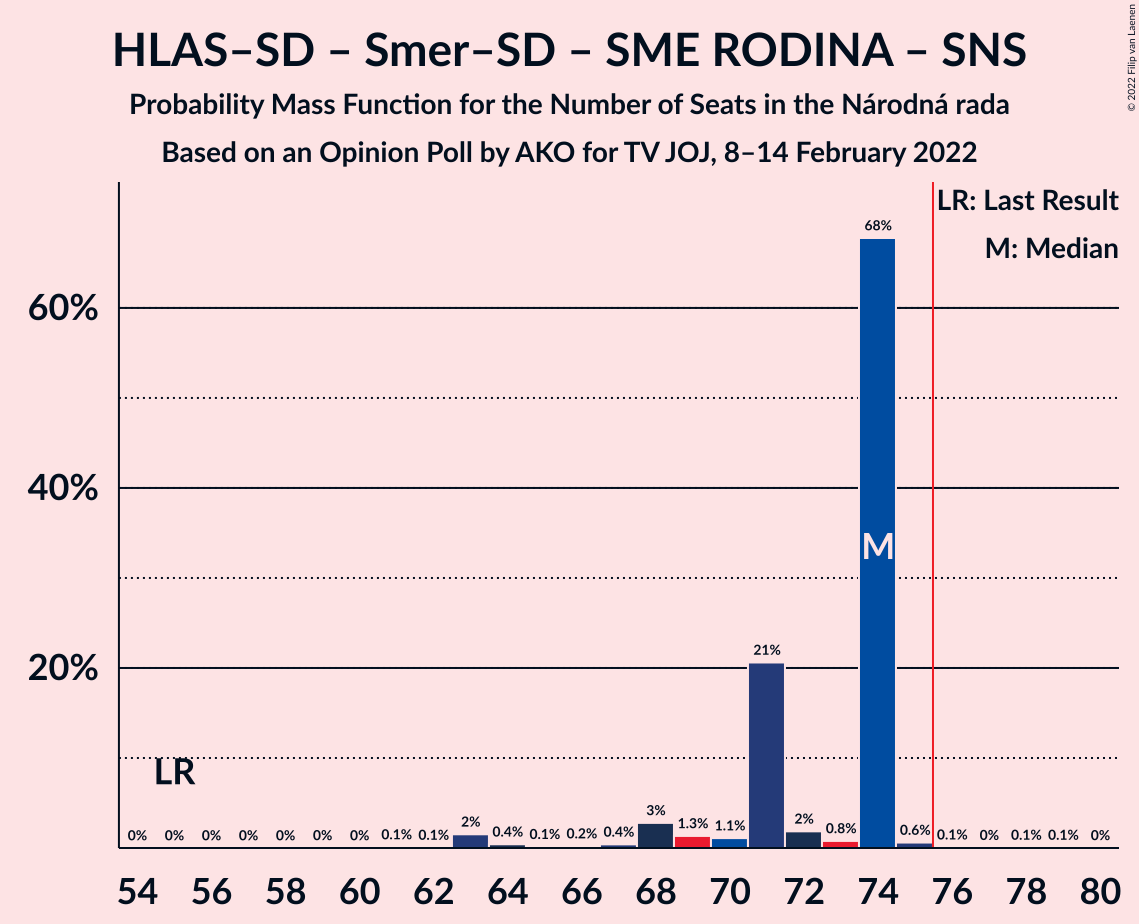 HLAS–SD – Smer–SD – SME RODINA – SNS
Probability Mass Function for the Number of Seats in the Národná rada
Based on an Opinion Poll by AKO for TV JOJ, 8–14 February 2022
© 2022 Filip van Laenen
LR: Last Result
M: Median
60%
40%
20%
68%
M
21%
LR
0% 0% 0% 0% 0% 0% 0% 0.1% 0.1% 2% 0.4% 0.1% 0.2% 0.4% 3% 1.3% 1.1% 2% 0.8% 0.6% 0.1% 0% 0.1% 0.1% 0%
54 56 58 60 62 64 66 68 70 72 74 76 78 80